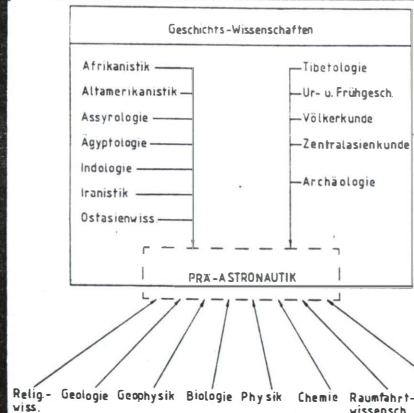 Geschichts-Wissenschaften
Afrikanistik
Altamerikanistik
Assyrologie
Ägyptologie
Indologie
Iranistik
Ostasienwiss.
Tibetologie
Ur- u. Frühgesch.
Völkerkunde
Zentralasienkunde
Archäologie
PRÄ-ASTRONAUTIK
Relig.- Geologie Geophysik Biologie Physik Chemie Raumfahrt-
wiss. wissensch.